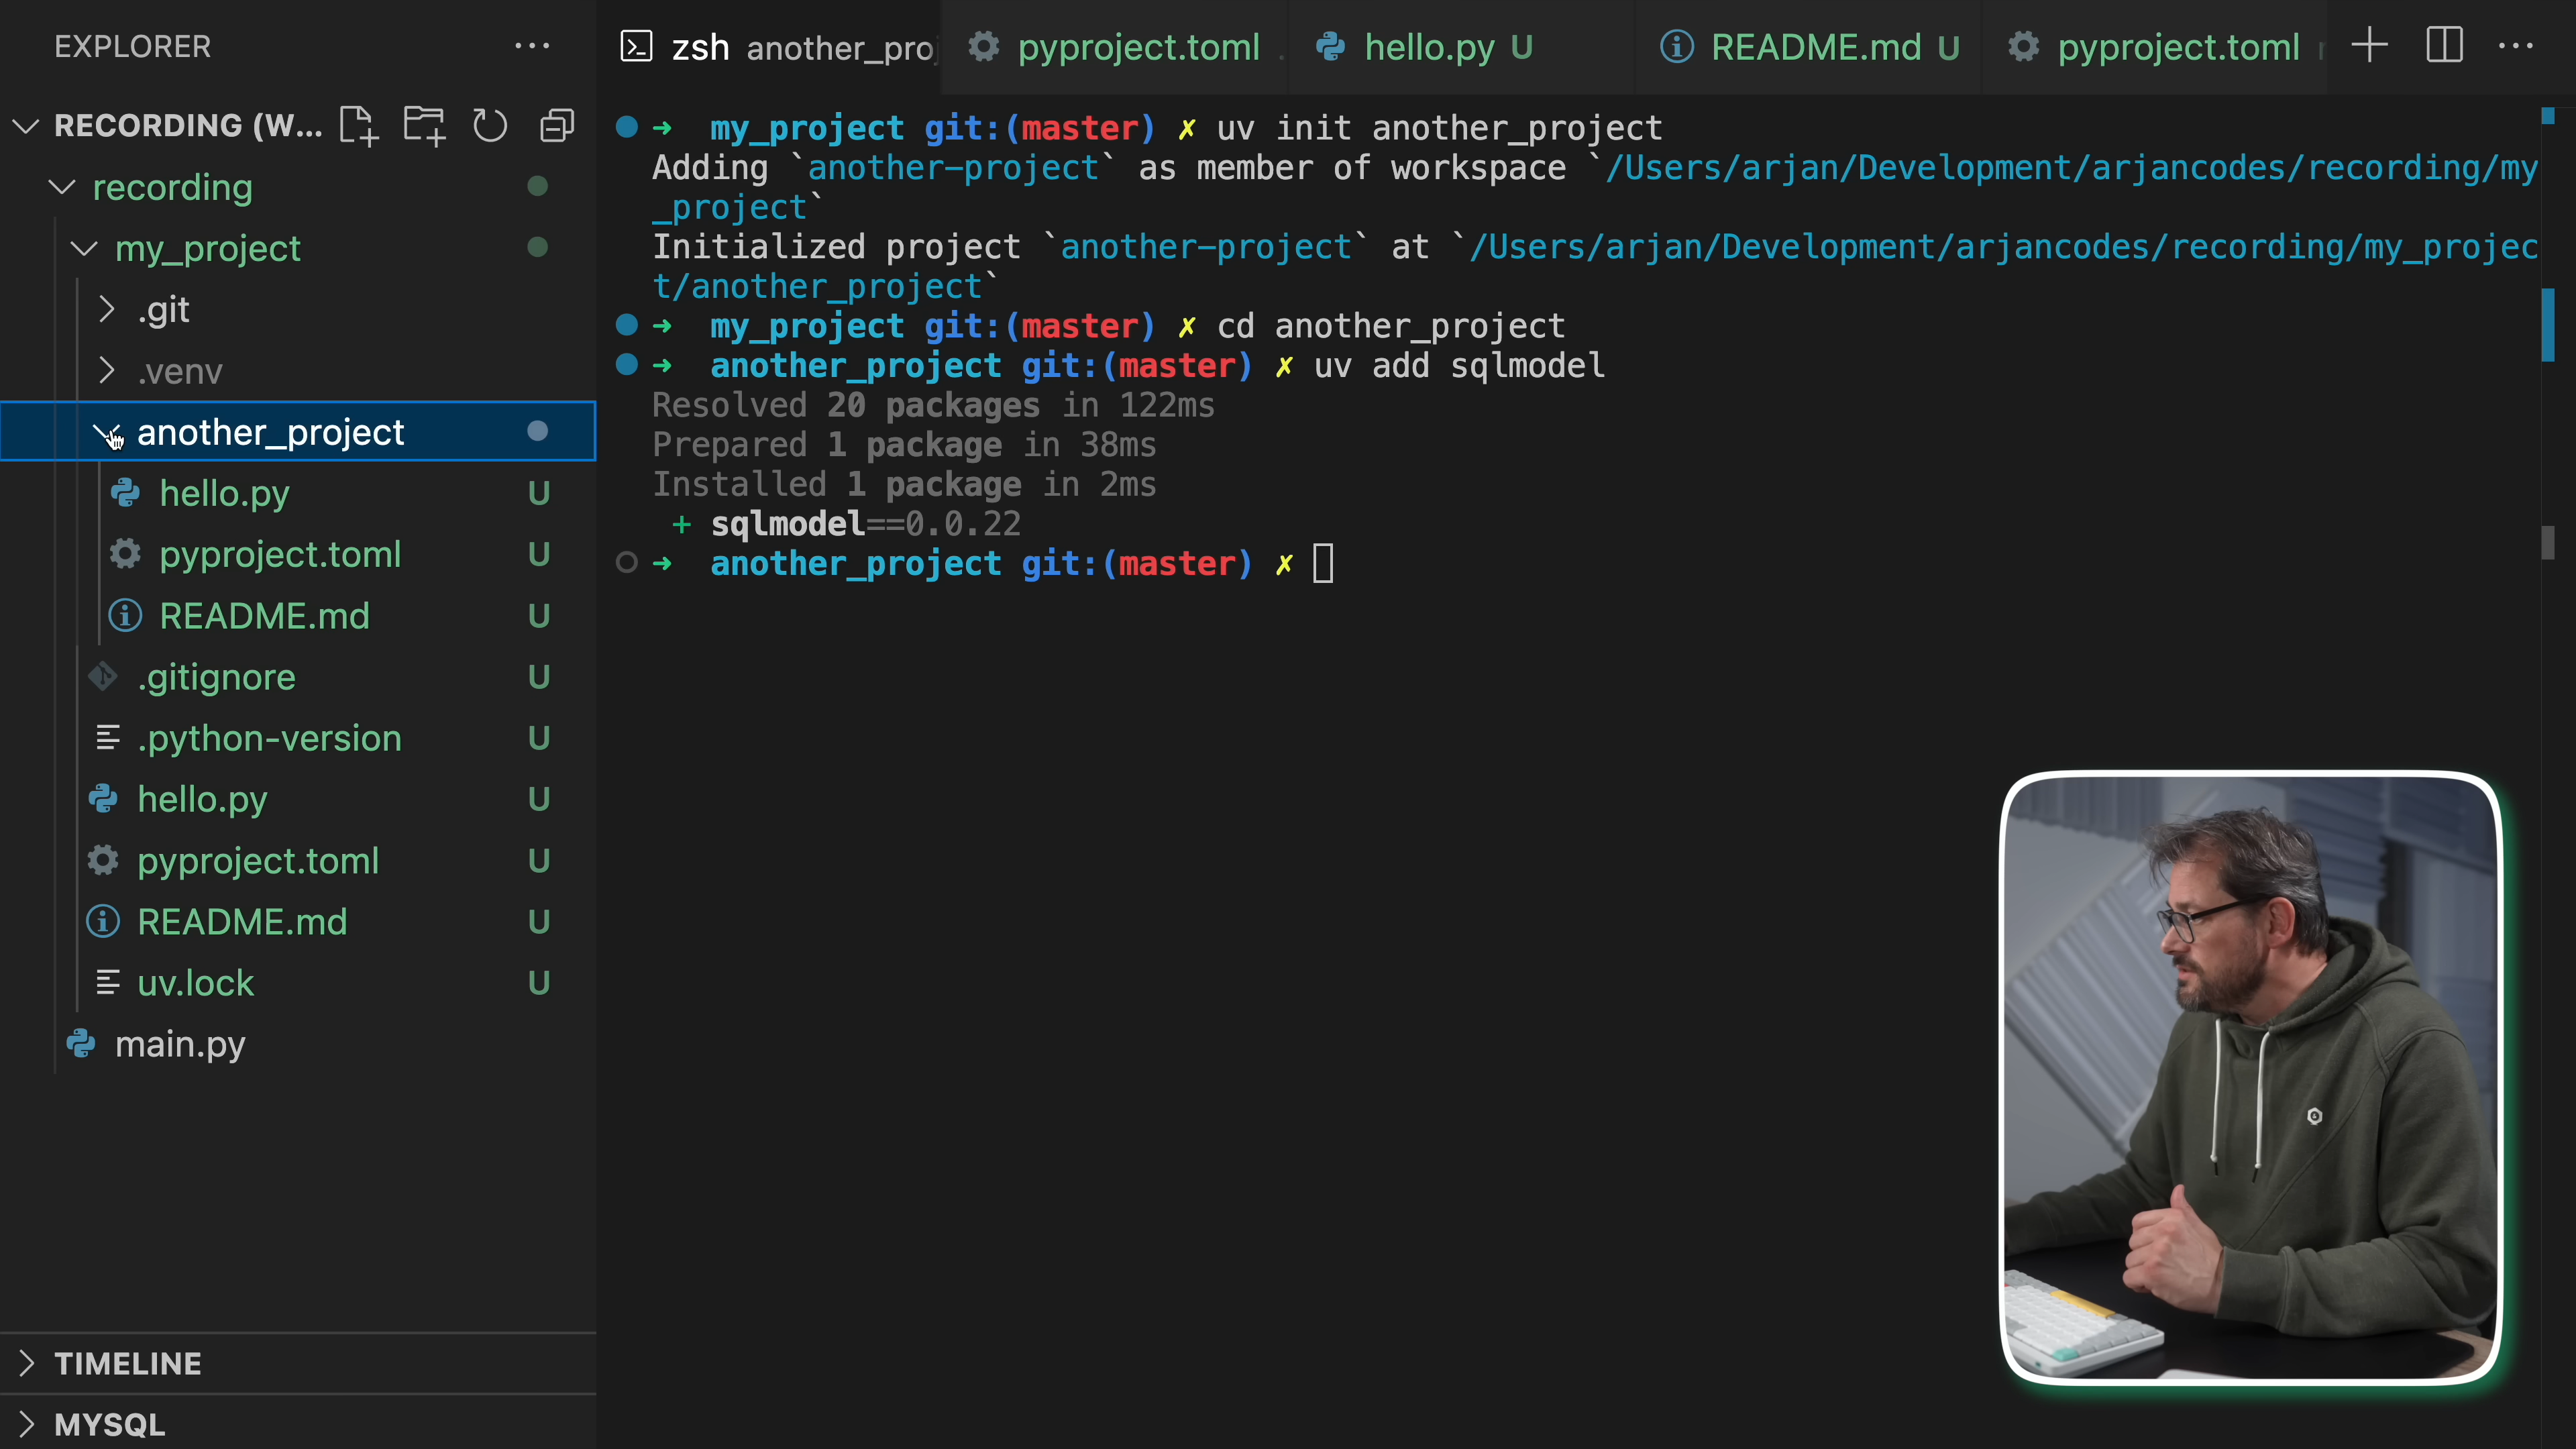 EXPLORER
RECORDING (W...
recording
my_project
.git
.venv
another_project
hello.py U
pyproject.toml U
README.md U
.gitignore U
.python-version U
hello.py U
pyproject.toml U
README.md U
uv.lock U
main.py
TIMELINE
MYSQL
zsh another_proj
pyproject.toml .
hello.py U
README.md U
pyproject.toml
➜ my_project git:(master) ✗ uv init another_project
Adding `another-project` as member of workspace `/Users/arjan/Development/arjancodes/recording/my
_project`
Initialized project `another-project` at `/Users/arjan/Development/arjancodes/recording/my_projec
t/another_project`
➜ my_project git:(master) ✗ cd another_project
➜ another_project git:(master) ✗ uv add sqlmodel
Resolved 20 packages in 122ms
Prepared 1 package in 38ms
Installed 1 package in 2ms
+ sqlmodel==0.0.22
➜ another_project git:(master) ✗